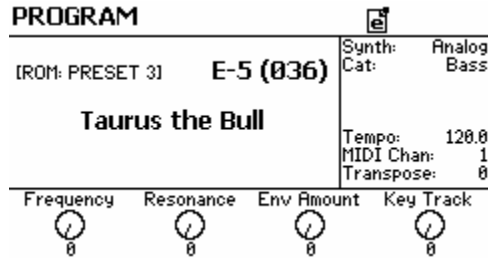 PROGRAM
e
[ROM: PRESET 3] E-5 (036)
Taurus the Bull
Synth: Analog
Cat: Bass
Tempo: 120.0
MIDI Chan: 1
Transpose: 0
Frequency Resonance Env Amount Key Track
0 0 0 0